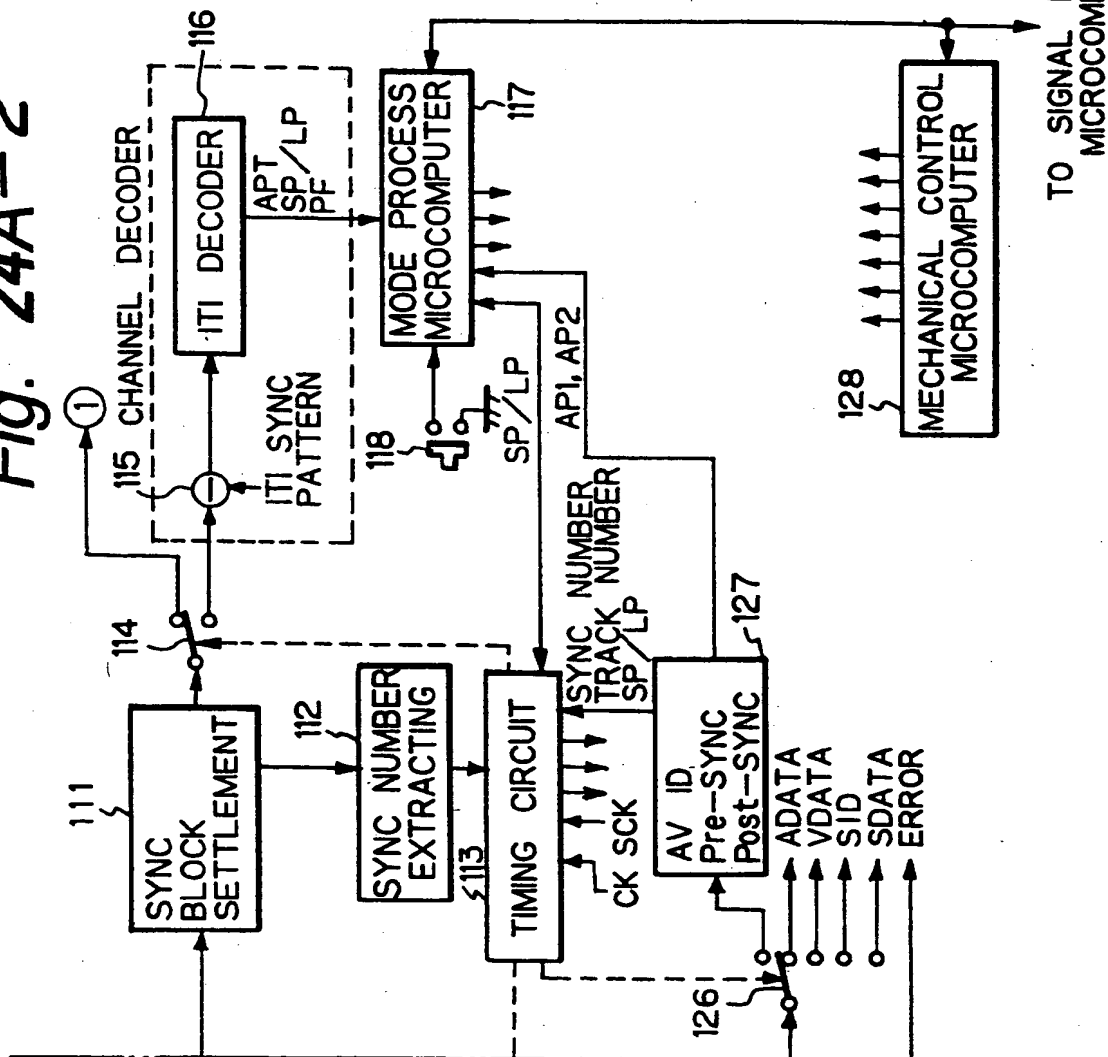 Fig. 24A-2
1
115 CHANNEL DECODER
116
ITI DECODER
ITI SYNC
PATTERN
APT
SP/LP
PF
114
111
SYNC
BLOCK
SETTLEMENT
112
SYNC NUMBER
EXTRACTING
113
TIMING CIRCUIT
CK SCK
118
MODE PROCESS
MICROCOMPUTER
117
SP/LP
AP1, AP2
SYNC NUMBER
TRACK NUMBER
SP/LP
127
AV ID
Pre-SYNC
Post-SYNC
126
ADATA
VDATA
SID
SDATA
ERROR
128
MECHANICAL CONTROL
MICROCOMPUTER
TO SIGNAL